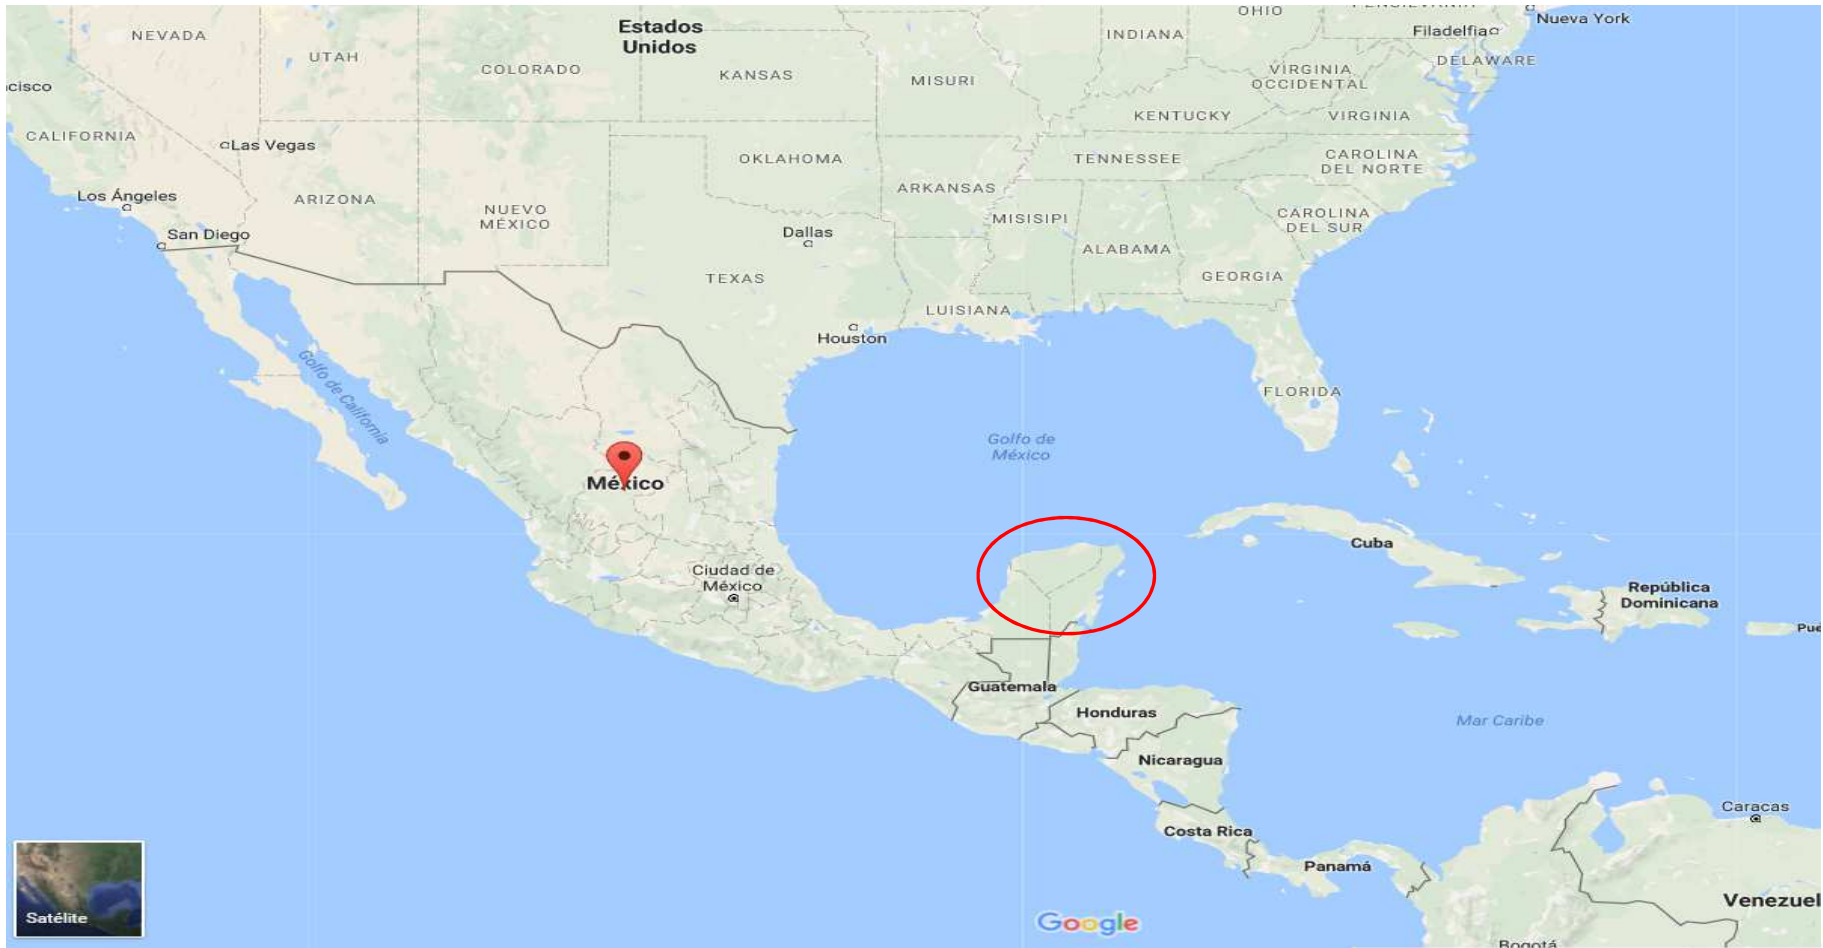 OHIO
Nueva York
NEVADA
Estados
Unidos
INDIANA
Filadelfia
UTAH
COLORADO
KANSAS
MISURI
VIRGINIA
OCCIDENTAL
DELAWARE
cisco
KENTUCKY
VIRGINIA
CALIFORNIA
Las Vegas
OKLAHOMA
TENNESSEE
CAROLINA
DEL NORTE
Los Ángeles
ARIZONA
NUEVO
MÉXICO
ARKANSAS
MISISIPI
CAROLINA
DEL SUR
San Diego
Dallas
ALABAMA
TEXAS
GEORGIA
LUISIANA
Houston
Golfo de California
FLORIDA
Golfo de
México
México
Ciudad de
México
Cuba
República
Dominicana
Pue
Guatemala
Honduras
Mar Caribe
Nicaragua
Caracas
Costa Rica
Panamá
Venezuel
Satélite
Google
Bogotá